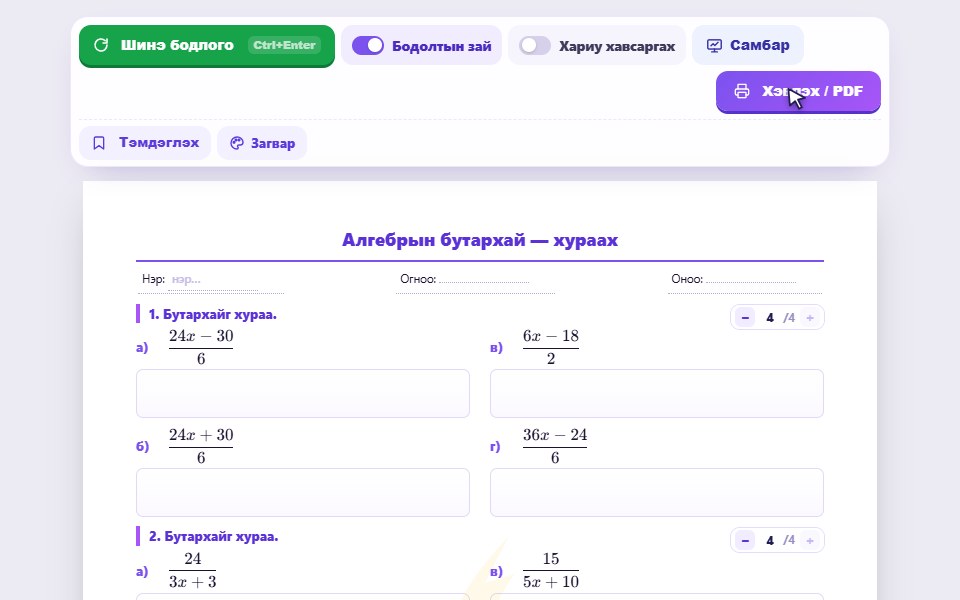 Шинэ бодлого Ctrl+Enter
Бодолтын зай
Хариу хавсаргах
Самбар
Хэвлэх / PDF
Тэмдэглэх
Загвар
Алгебрын бутархай — хураах
Нэр: нэр...
Огноо:
Оноо:
1. Бутархайг хураа.
− 4 /4 +
а) (24x − 30)/6
в) (6x − 18)/2
б) (24x + 30)/6
г) (36x − 24)/6
2. Бутархайг хураа.
− 4 /4 +
а) 24/(3x + 3)
в) 15/(5x + 10)